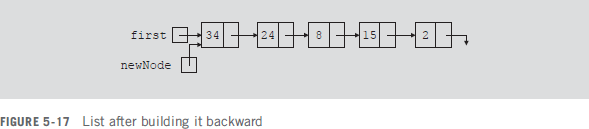 first 34 24 8 15 2
newNode
FIGURE 5-17 List after building it backward